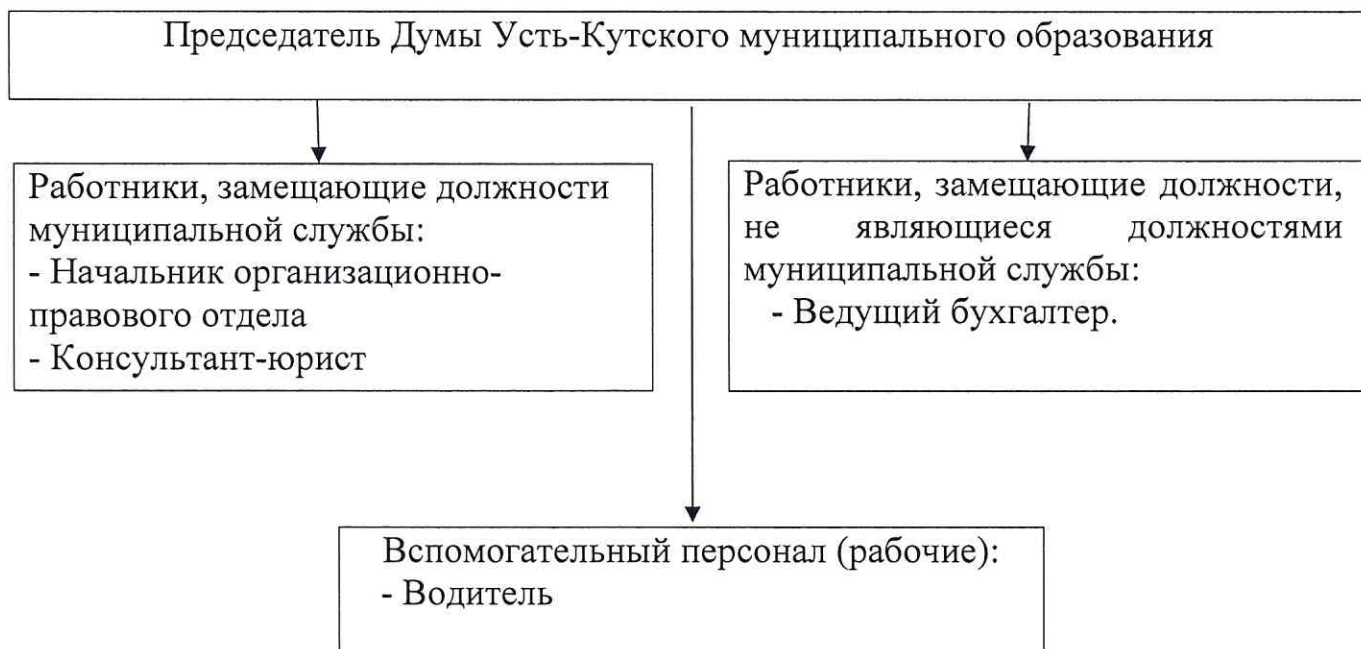 Председатель Думы Усть-Кутского муниципального образования
Работники, замещающие должности
муниципальной службы:
- Начальник организационно-
правового отдела
- Консультант-юрист
Работники, замещающие должности,
не являющиеся должностями
муниципальной службы:
- Ведущий бухгалтер.
Вспомогательный персонал (рабочие):
- Водитель